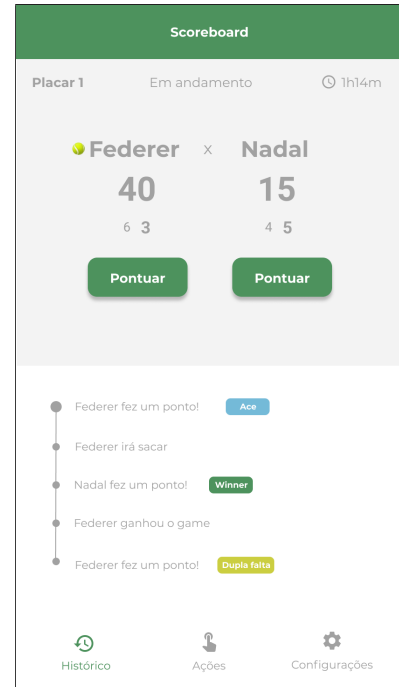 Scoreboard
Placar 1 Em andamento 1h14m
Federer x Nadal
40 15
6 3 4 5
Pontuar Pontuar
Federer fez um ponto! Ace
Federer irá sacar
Nadal fez um ponto! Winner
Federer ganhou o game
Federer fez um ponto! Dupla falta
Histórico Ações Configurações